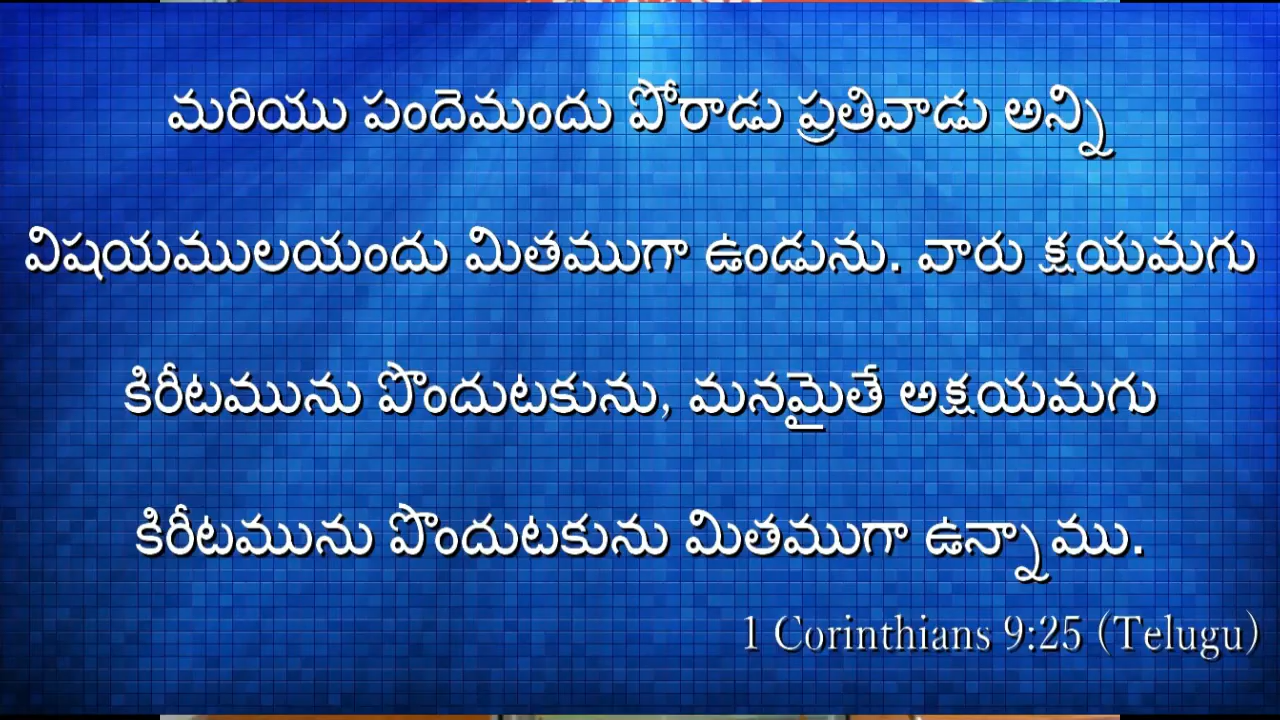 మరియు పందెమందు పోరాడు ప్రతివాడు అన్ని
విషయములయందు మితముగా ఉండును. వారు క్షయమగు
కిరీటమును పొందుటకును, మనమైతే అక్షయమగు
కిరీటమును పొందుటకును మితముగా ఉన్నాము.
1 Corinthians 9:25 (Telugu)